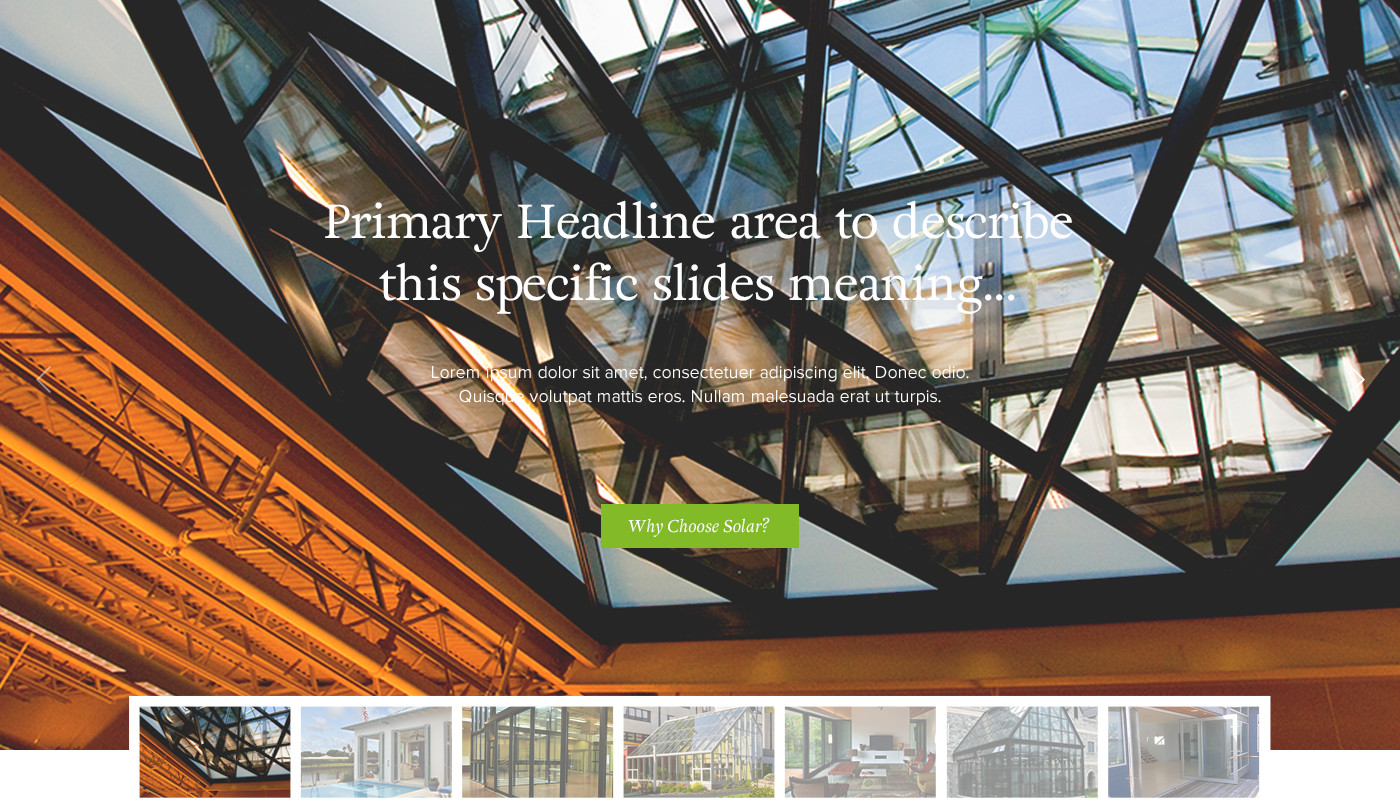 Primary Headline area to describe
this specific slides meaning...
Lorem ipsum dolor sit amet, consectetuer adipiscing elit, Donec odio.
Quisque volutpat mattis eros. Nullam malesuada erat ut turpis.
Why Choose Solar?